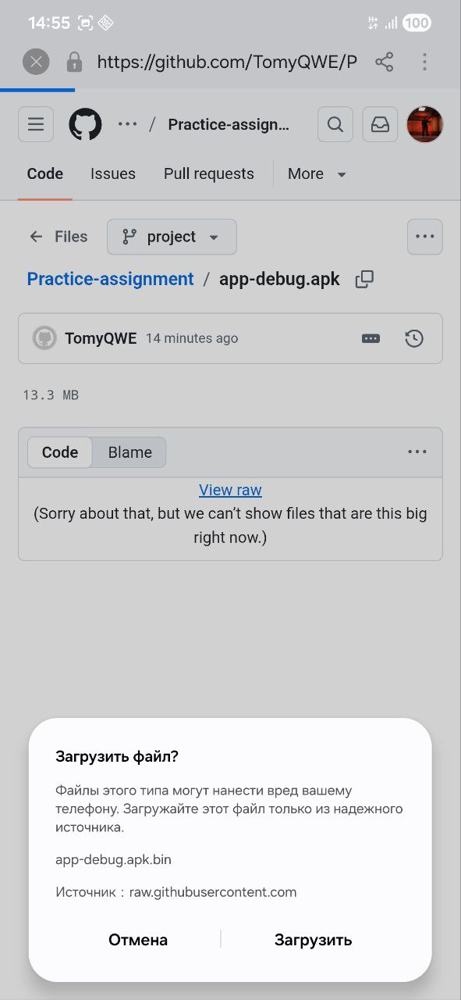 14:55
H+
100
https://github.com/TomyQWE/P
/ Practice-assign...
Code Issues Pull requests More
Files project
Practice-assignment / app-debug.apk
TomyQWE 14 minutes ago
13.3 MB
Code Blame
View raw
(Sorry about that, but we can’t show files that are this big
right now.)
Загрузить файл?
Файлы этого типа могут нанести вред вашему
телефону. Загружайте этот файл только из надежного
источника.
app-debug.apk.bin
Источник : raw.githubusercontent.com
Отмена Загрузить